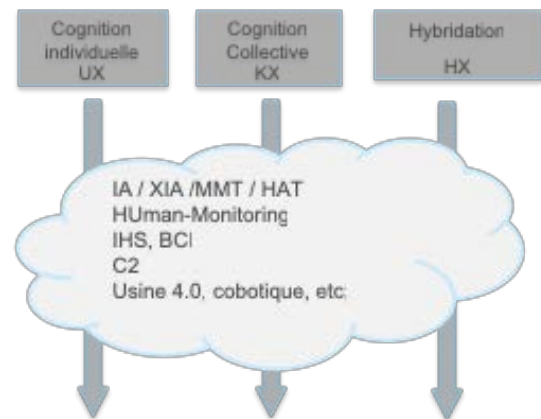 Cognition
individuelle
UX
Cognition
Collective
KX
Hybridation
HX
IA / XIA /MMT / HAT
HUman-Monitoring
IHS, BCI
C2
Usine 4.0, cobotique, etc.